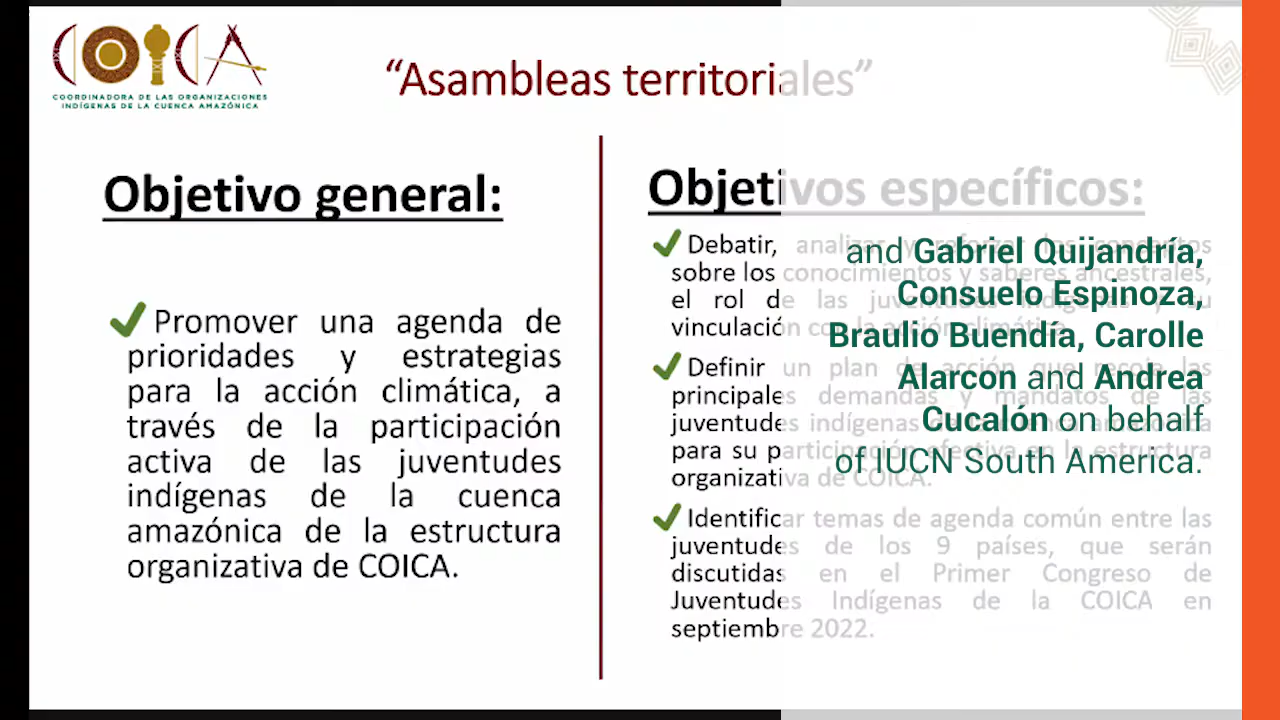 COICA
COORDINADORA DE LAS ORGANIZACIONES
INDÍGENAS DE LA CUENCA AMAZÓNICA
“Asambleas territoriales”
Objetivo general:
Promover una agenda de
prioridades y estrategias
para la acción climática, a
través de la participación
activa de las juventudes
indígenas de la cuenca
amazónica de la estructura
organizativa de COICA.
Objetivos específicos:
Debatir, analizar y reforzar los conceptos
sobre los conocimientos y saberes ancestrales,
el rol de las juventudes indígenas y su
vinculación con la acción climática.
Definir un plan de acción que recoja las
principales demandas y mandatos de las
juventudes indígenas
para su participación efectiva en la estructura
organizativa de COICA.
Identificar temas de agenda común entre las
juventudes de los 9 países, que serán
discutidas en el Primer Congreso de
Juventudes Indígenas de la COICA en
septiembre 2022.
and Gabriel Quijandría,
Consuelo Espinoza,
Braulio Buendía, Carolle
Alarcon and Andrea
Cucalón on behalf
of IUCN South America.